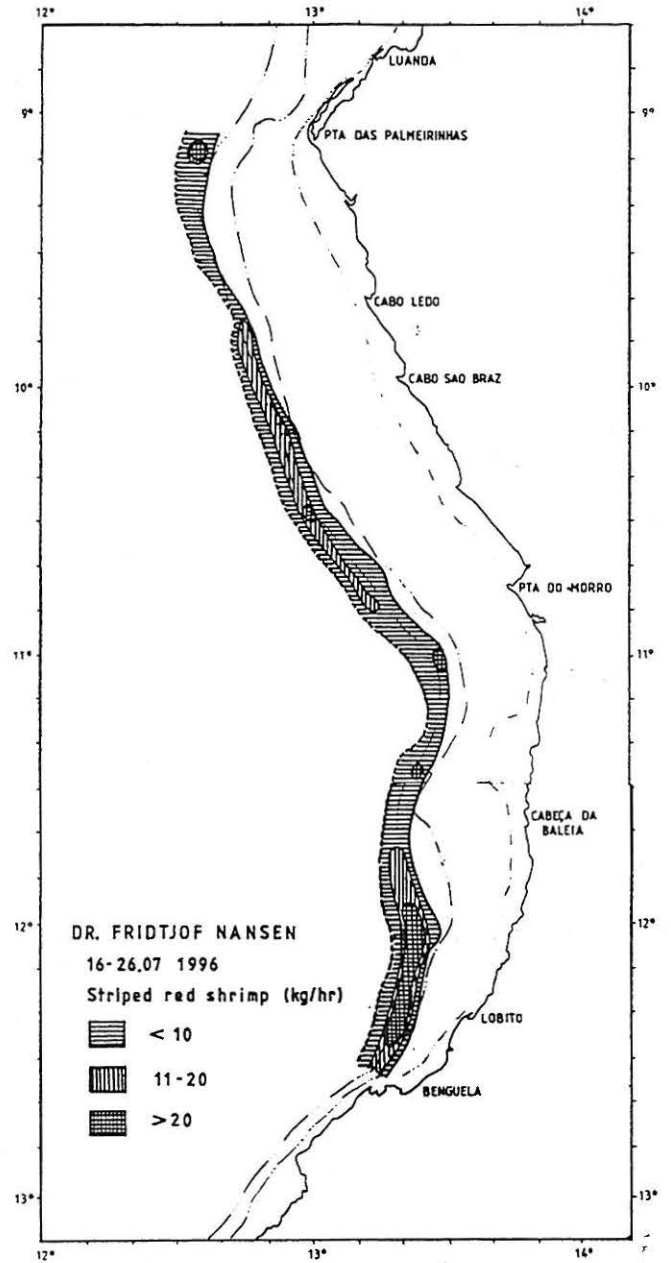 12° 13° 14°
LUANDA
9° 9°
PTA DAS PALMEIRINHAS
CABO LEDO
10° CABO SAO BRAZ 10°
PTA DO MORRO
11° 11°
CABEÇA DA
BALEIA
12° 12°
DR. FRIDTJOF NANSEN
16-26.07 1996
Striped red shrimp (kg/hr)
< 10
11-20
>20
LOBITO
BENGUELA
13° 13°
12° 13° 14°